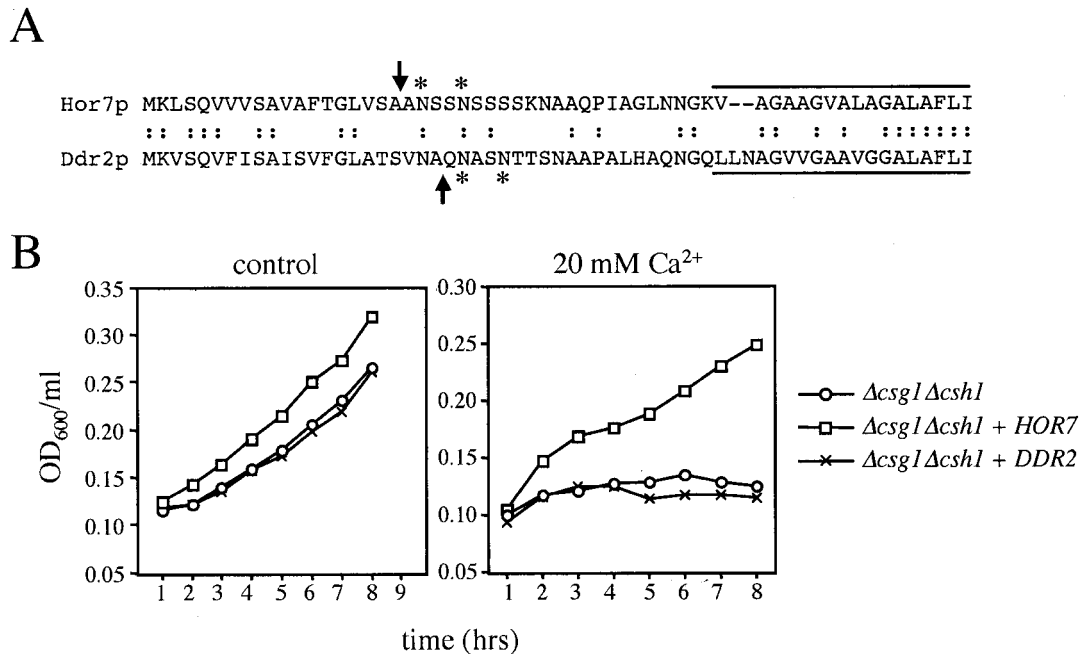 A
* *
Hor7p MKLSQVVVSAVAFTGLVSAANSSNSSSSKNAAQPIAGLNNGKV--AGAAGVALAGALAFLI
:: ::: :: :: : : : : : :: :: : : :::::::
Ddr2p MKVSQVFISAISVFGLATSVNAQNASNTTSNAAPALHAQNGQLLNAGVVGAAVGGALAFLI
* *
B
control
20 mM Ca²⁺
OD₆₀₀/ml
0.35
0.30
0.25
0.20
0.15
0.10
0.05
1 2 3 4 5 6 7 8 9
0.30
0.25
0.20
0.15
0.10
0.05
1 2 3 4 5 6 7 8
time (hrs)
Δcsg1Δcsh1
Δcsg1Δcsh1 + HOR7
Δcsg1Δcsh1 + DDR2